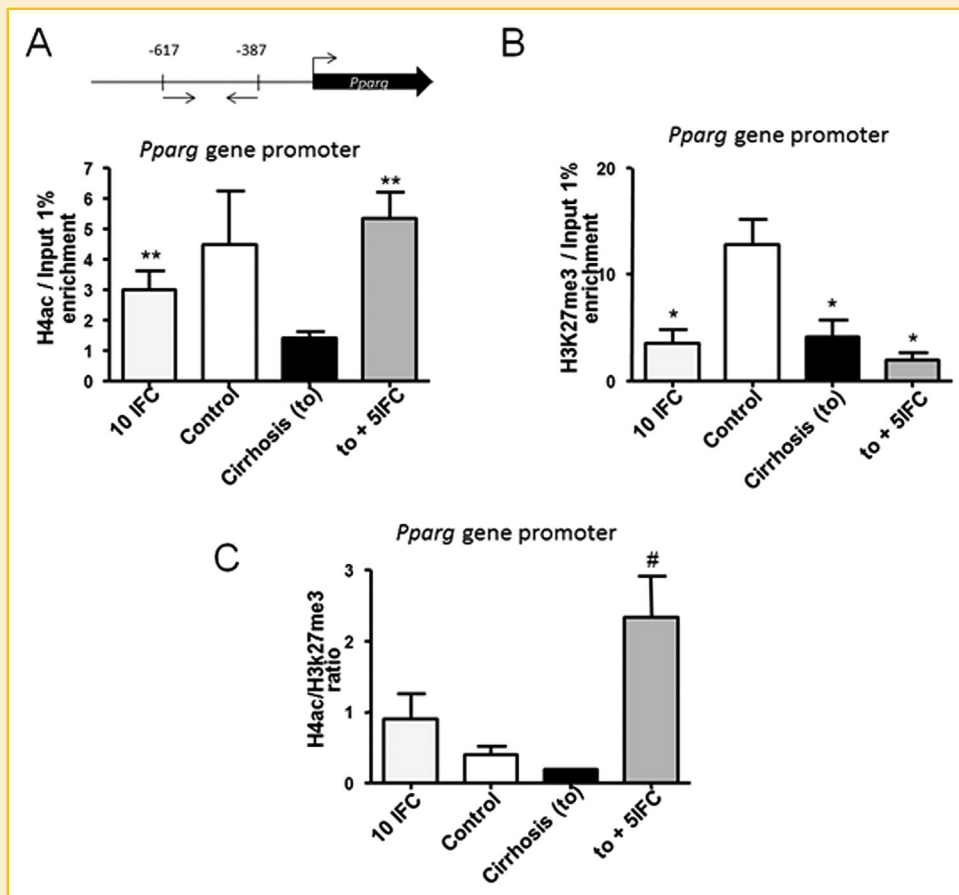 A
-617
-387
Pparg
Pparg gene promoter
H4ac / Input 1%
enrichment
7
6
5
4
3
2
1
0
**
**
10 IFC
Control
Cirrhosis (to)
to + 5IFC
B
Pparg gene promoter
H3K27me3 / Input 1%
enrichment
20
10
0
*
*
*
10 IFC
Control
Cirrhosis (to)
to + 5IFC
C
Pparg gene promoter
H4ac/H3k27me3
ratio
3
2
1
0
#
10 IFC
Control
Cirrhosis (to)
to + 5IFC